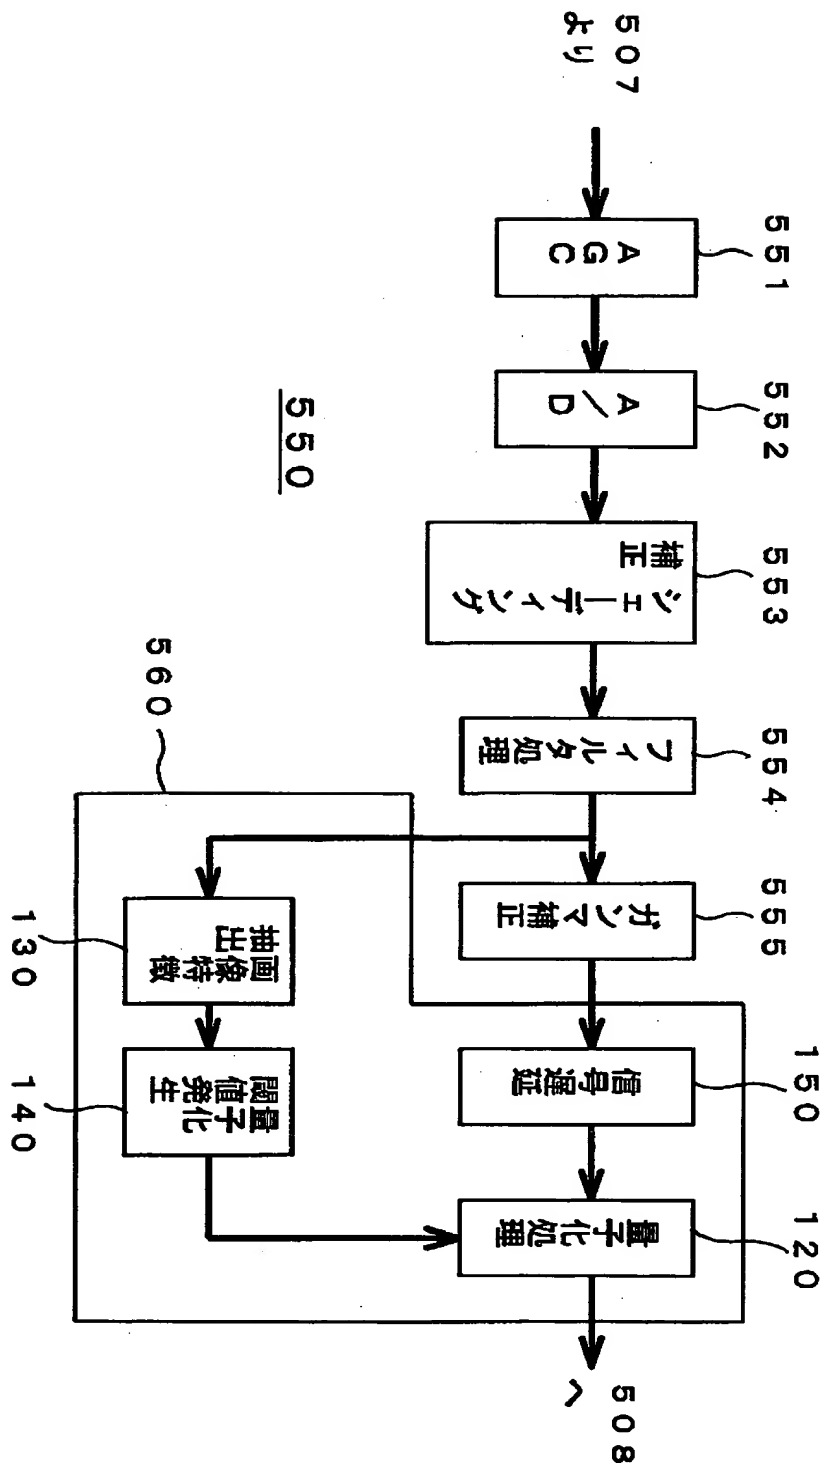 507
より
551
AGC
552
A/D
553
シェーディング
補正
554
フィルタ処理
555
ガンマ補正
150
信号遅延
120
量子化処理
508
へ
550
560
画像特徴
抽出
130
量子化
閾値発生
140